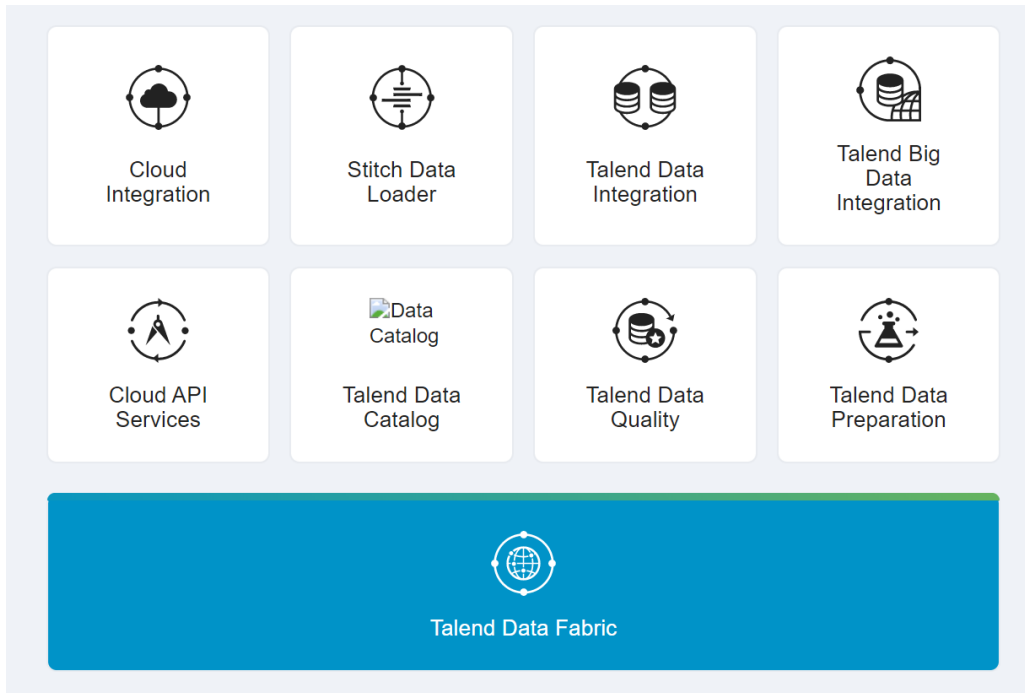 Cloud
Integration
Stitch Data
Loader
Talend Data
Integration
Talend Big
Data
Integration
Cloud API
Services
Data
Catalog
Talend Data
Catalog
Talend Data
Quality
Talend Data
Preparation
Talend Data Fabric